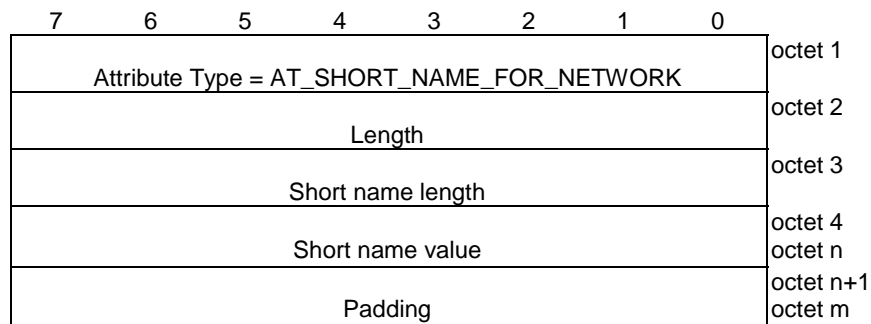 7 6 5 4 3 2 1 0
octet 1
Attribute Type = AT_SHORT_NAME_FOR_NETWORK
octet 2
Length
octet 3
Short name length
octet 4
Short name value octet n
octet n+1
Padding octet m